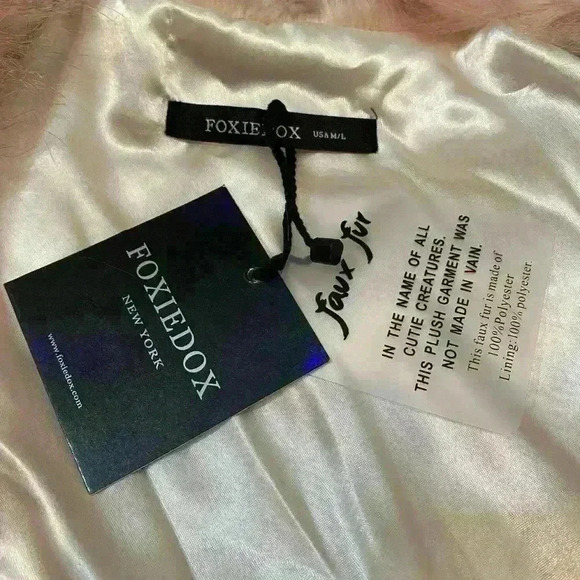 FOXIEDOX USA M/L
FOXIEDOX
NEW YORK
www.foxiedox.com
faux fur
IN THE NAME OF ALL
CUTIE CREATURES.
THIS PLUSH GARMENT WAS
NOT MADE IN VAIN.
This faux fur is made of
100%Polyester
Lining:100% polyester.